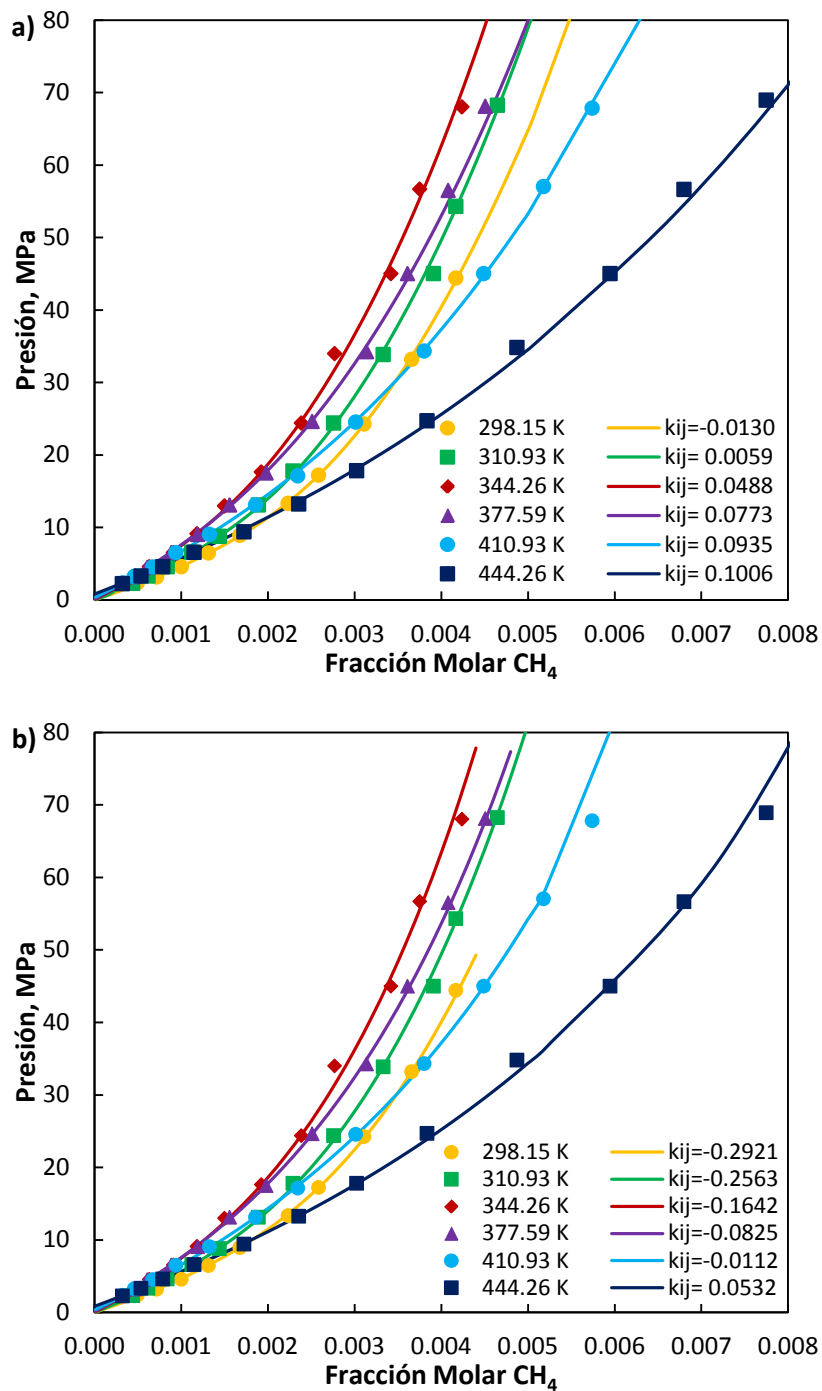 a)
80
70
60
50
40
30
20
10
0
Presión, MPa
298.15 K kij=-0.0130
310.93 K kij= 0.0059
344.26 K kij= 0.0488
377.59 K kij= 0.0773
410.93 K kij= 0.0935
444.26 K kij= 0.1006
0.000 0.001 0.002 0.003 0.004 0.005 0.006 0.007 0.008
Fracción Molar CH₄
b)
80
70
60
50
40
30
20
10
0
Presión, MPa
298.15 K kij=-0.2921
310.93 K kij=-0.2563
344.26 K kij=-0.1642
377.59 K kij=-0.0825
410.93 K kij=-0.0112
444.26 K kij= 0.0532
0.000 0.001 0.002 0.003 0.004 0.005 0.006 0.007 0.008
Fracción Molar CH₄